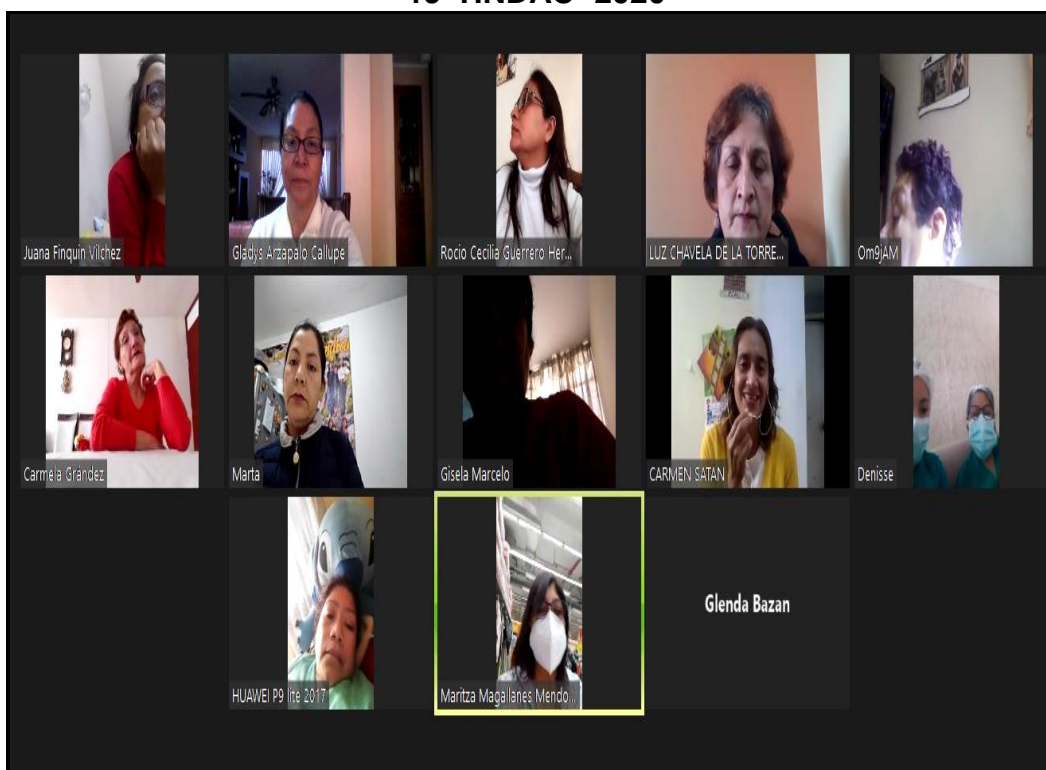 Juana Finquin Vilchez
Gladys Arzapalo Callupe
Rocio Cecilia Guerrero Her...
LUZ CHAVELA DE LA TORRE...
Om9jAM
Carmela Grández
Marta
Gisela Marcelo
CARMEN SATAN
Denisse
HUAWEI P9 lite 2017
Maritza Magallanes Mendo...
Glenda Bazan